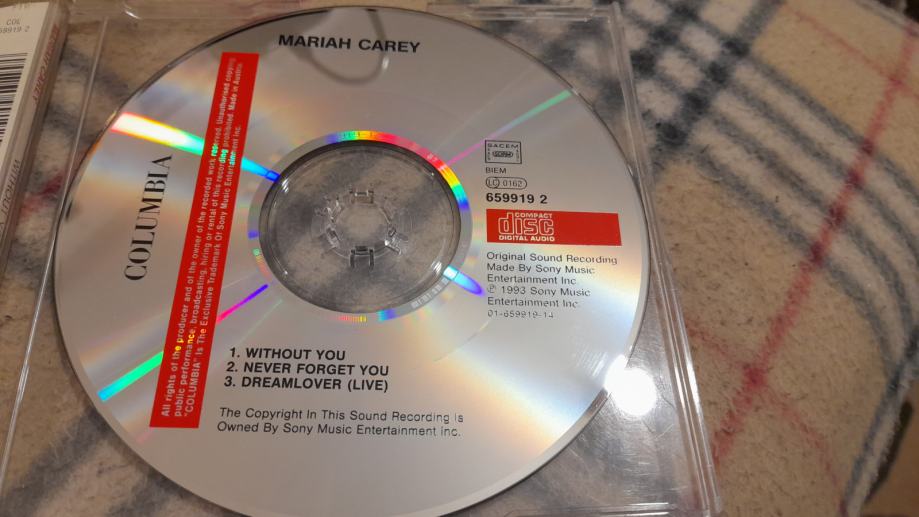 COL
59919 2
MARIAH CAREY
COLUMBIA
All rights of the producer and of the owner of the recorded work reserved. Unauthorised copying
public performance, broadcasting, hiring or rental of this recording prohibited. Made in Austria
"COLUMBIA" Is The Exclusive Trademark Of Sony Music Entertainment Inc.
SACEM
BIEM
LC 0162
659919 2
COMPACT
disc
DIGITAL AUDIO
Original Sound Recording
Made By Sony Music
Entertainment Inc.
℗ 1993 Sony Music
Entertainment Inc.
01-659919-14
1. WITHOUT YOU
2. NEVER FORGET YOU
3. DREAMLOVER (LIVE)
The Copyright In This Sound Recording Is
Owned By Sony Music Entertainment Inc.